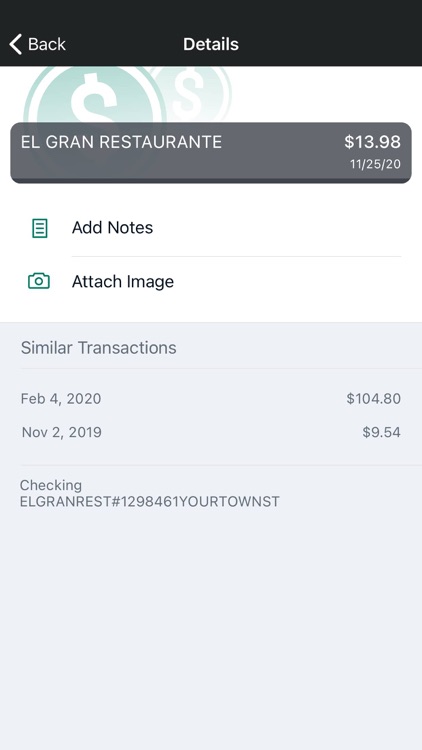 Back
Details
$ $
EL GRAN RESTAURANTE $13.98
11/25/20
Add Notes
Attach Image
Similar Transactions
Feb 4, 2020 $104.80
Nov 2, 2019 $9.54
Checking
ELGRANREST#1298461YOURTOWNST